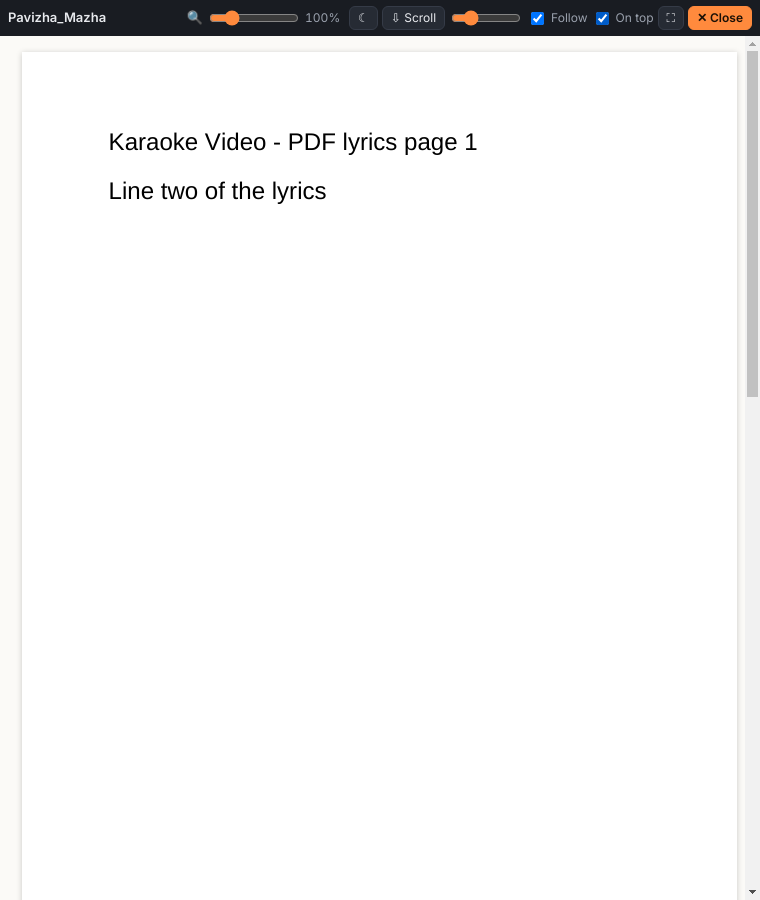 Pavizha_Mazha 🔍 100% ☾ ⇩ Scroll Follow On top ⛶ ✕ Close
Karaoke Video - PDF lyrics page 1
Line two of the lyrics